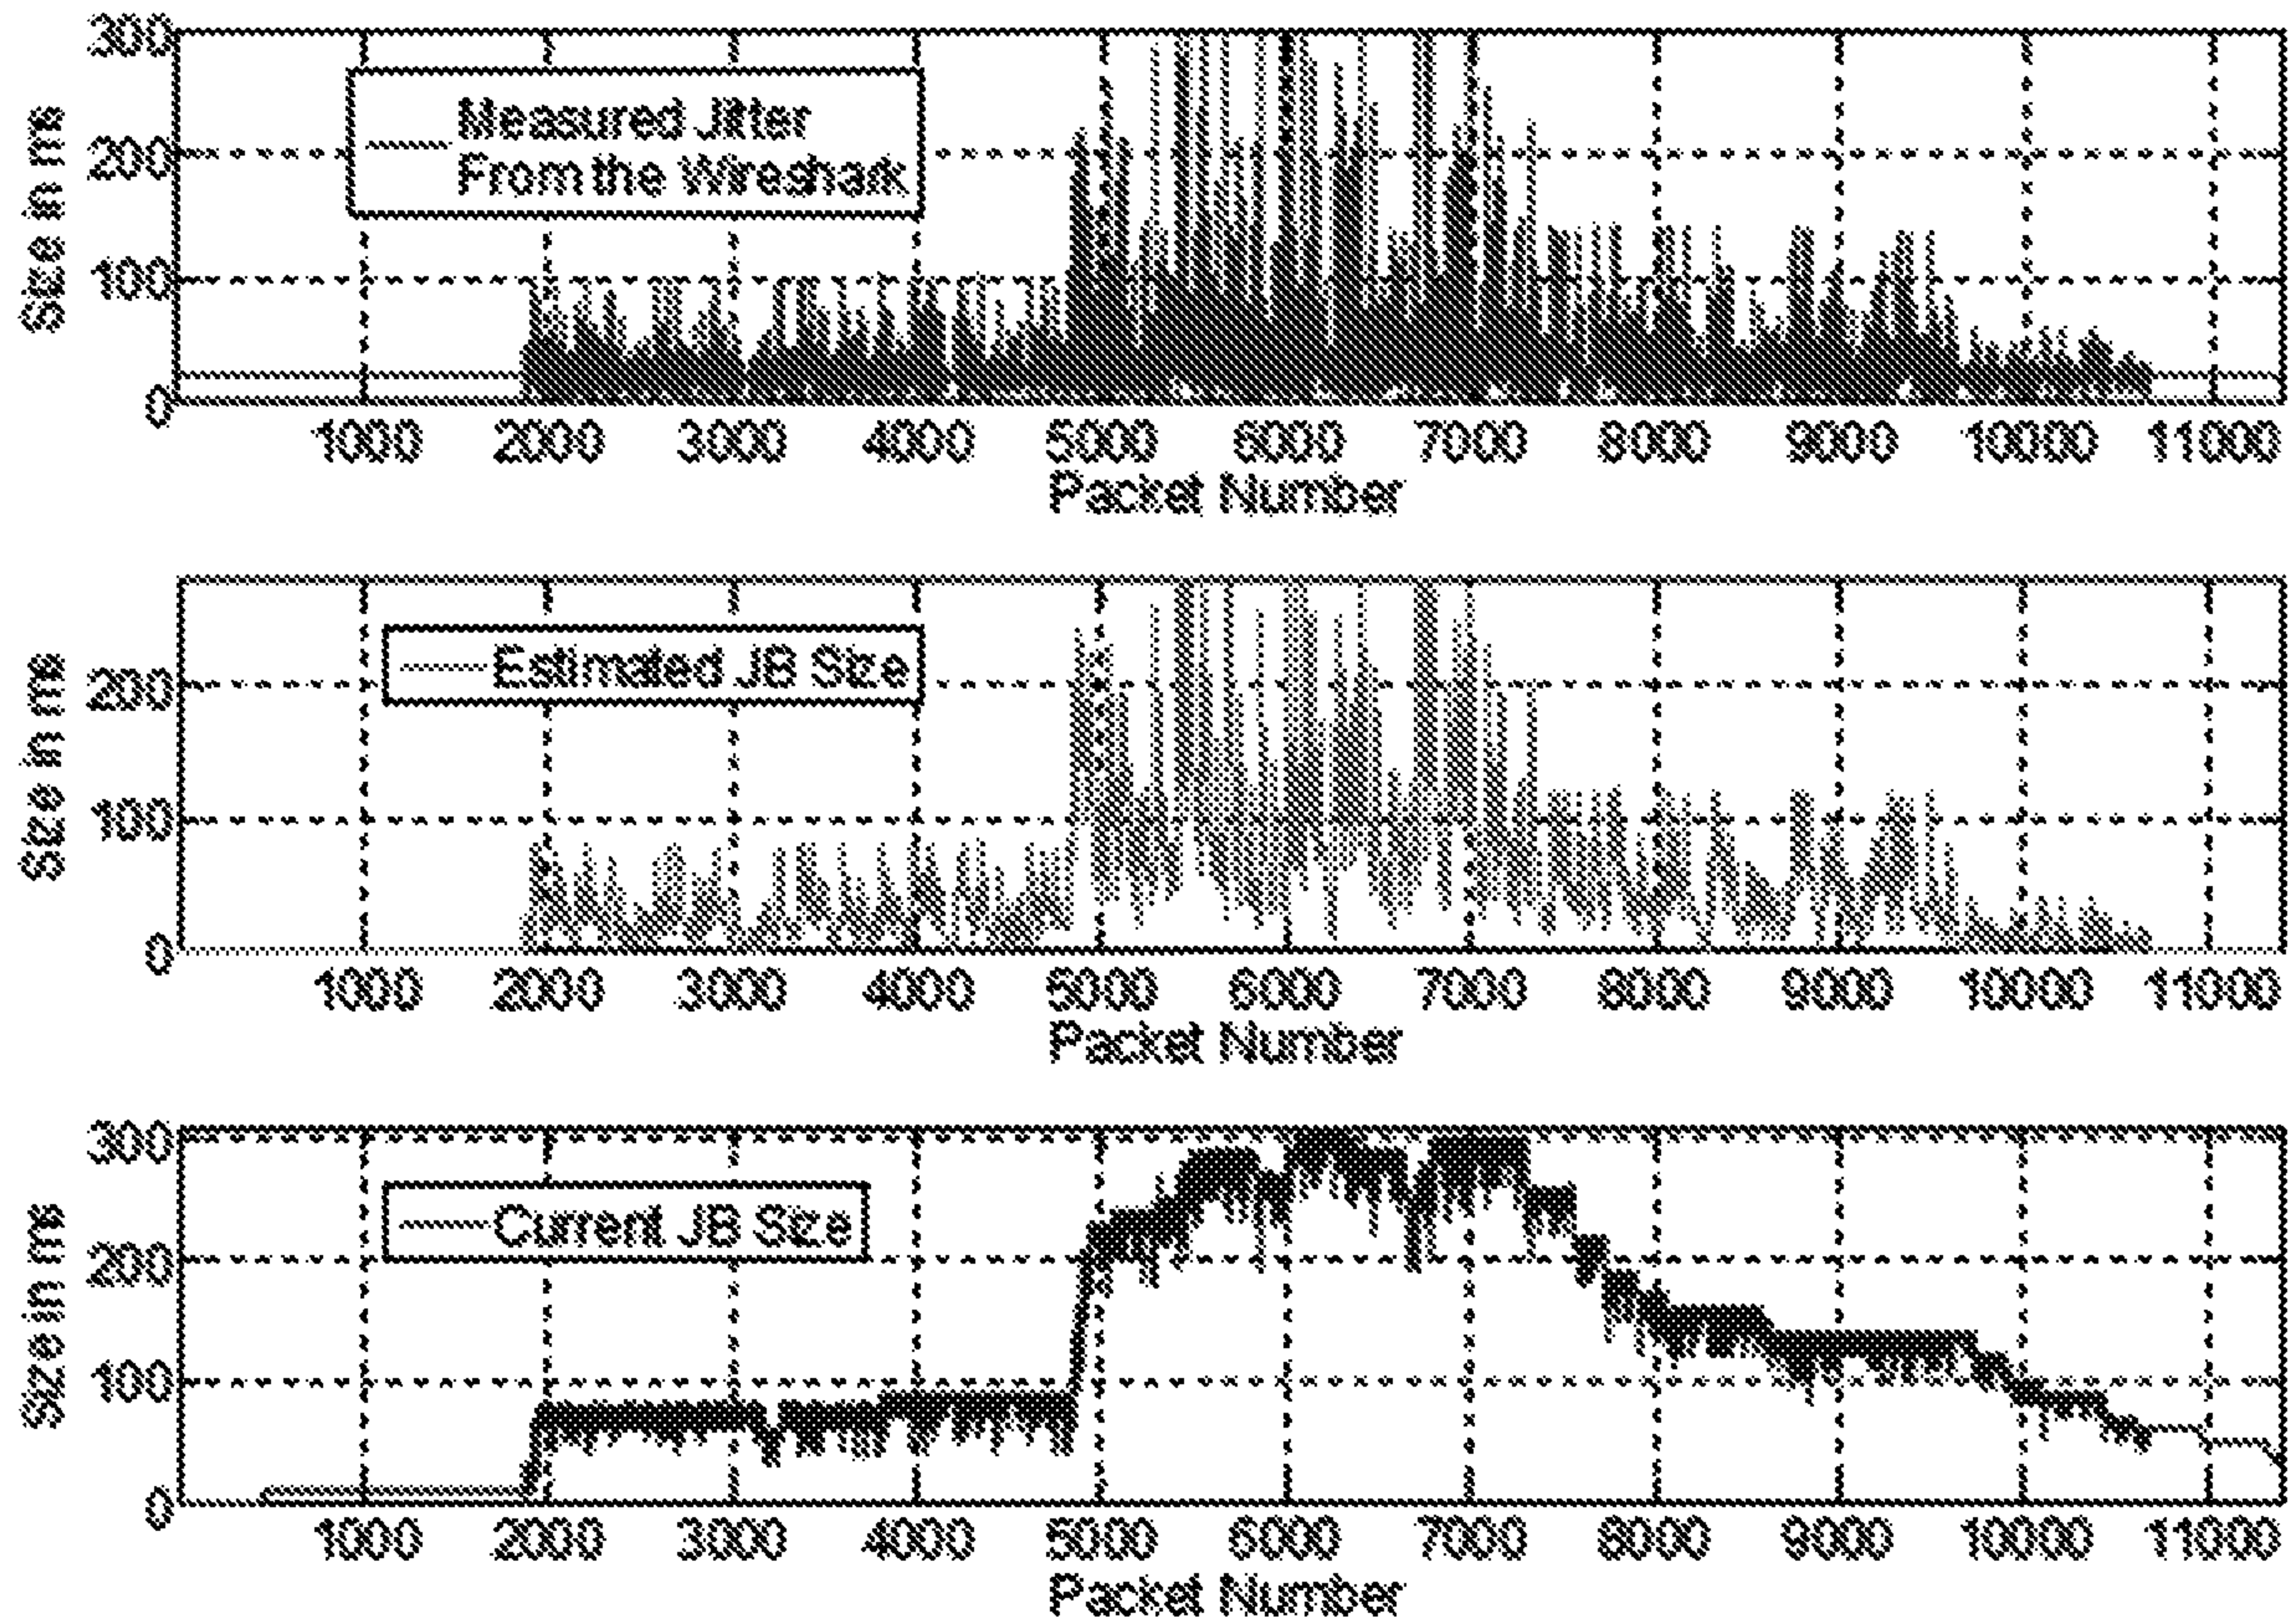 300
200
100
0
Size in ms
Measured Jitter
From the Wireshark
1000 2000 3000 4000 5000 6000 7000 8000 9000 10000 11000
Packet Number
200
100
0
Size in ms
Estimated JB Size
1000 2000 3000 4000 5000 6000 7000 8000 9000 10000 11000
Packet Number
300
200
100
0
Size in ms
Current JB Size
1000 2000 3000 4000 5000 6000 7000 8000 9000 10000 11000
Packet Number